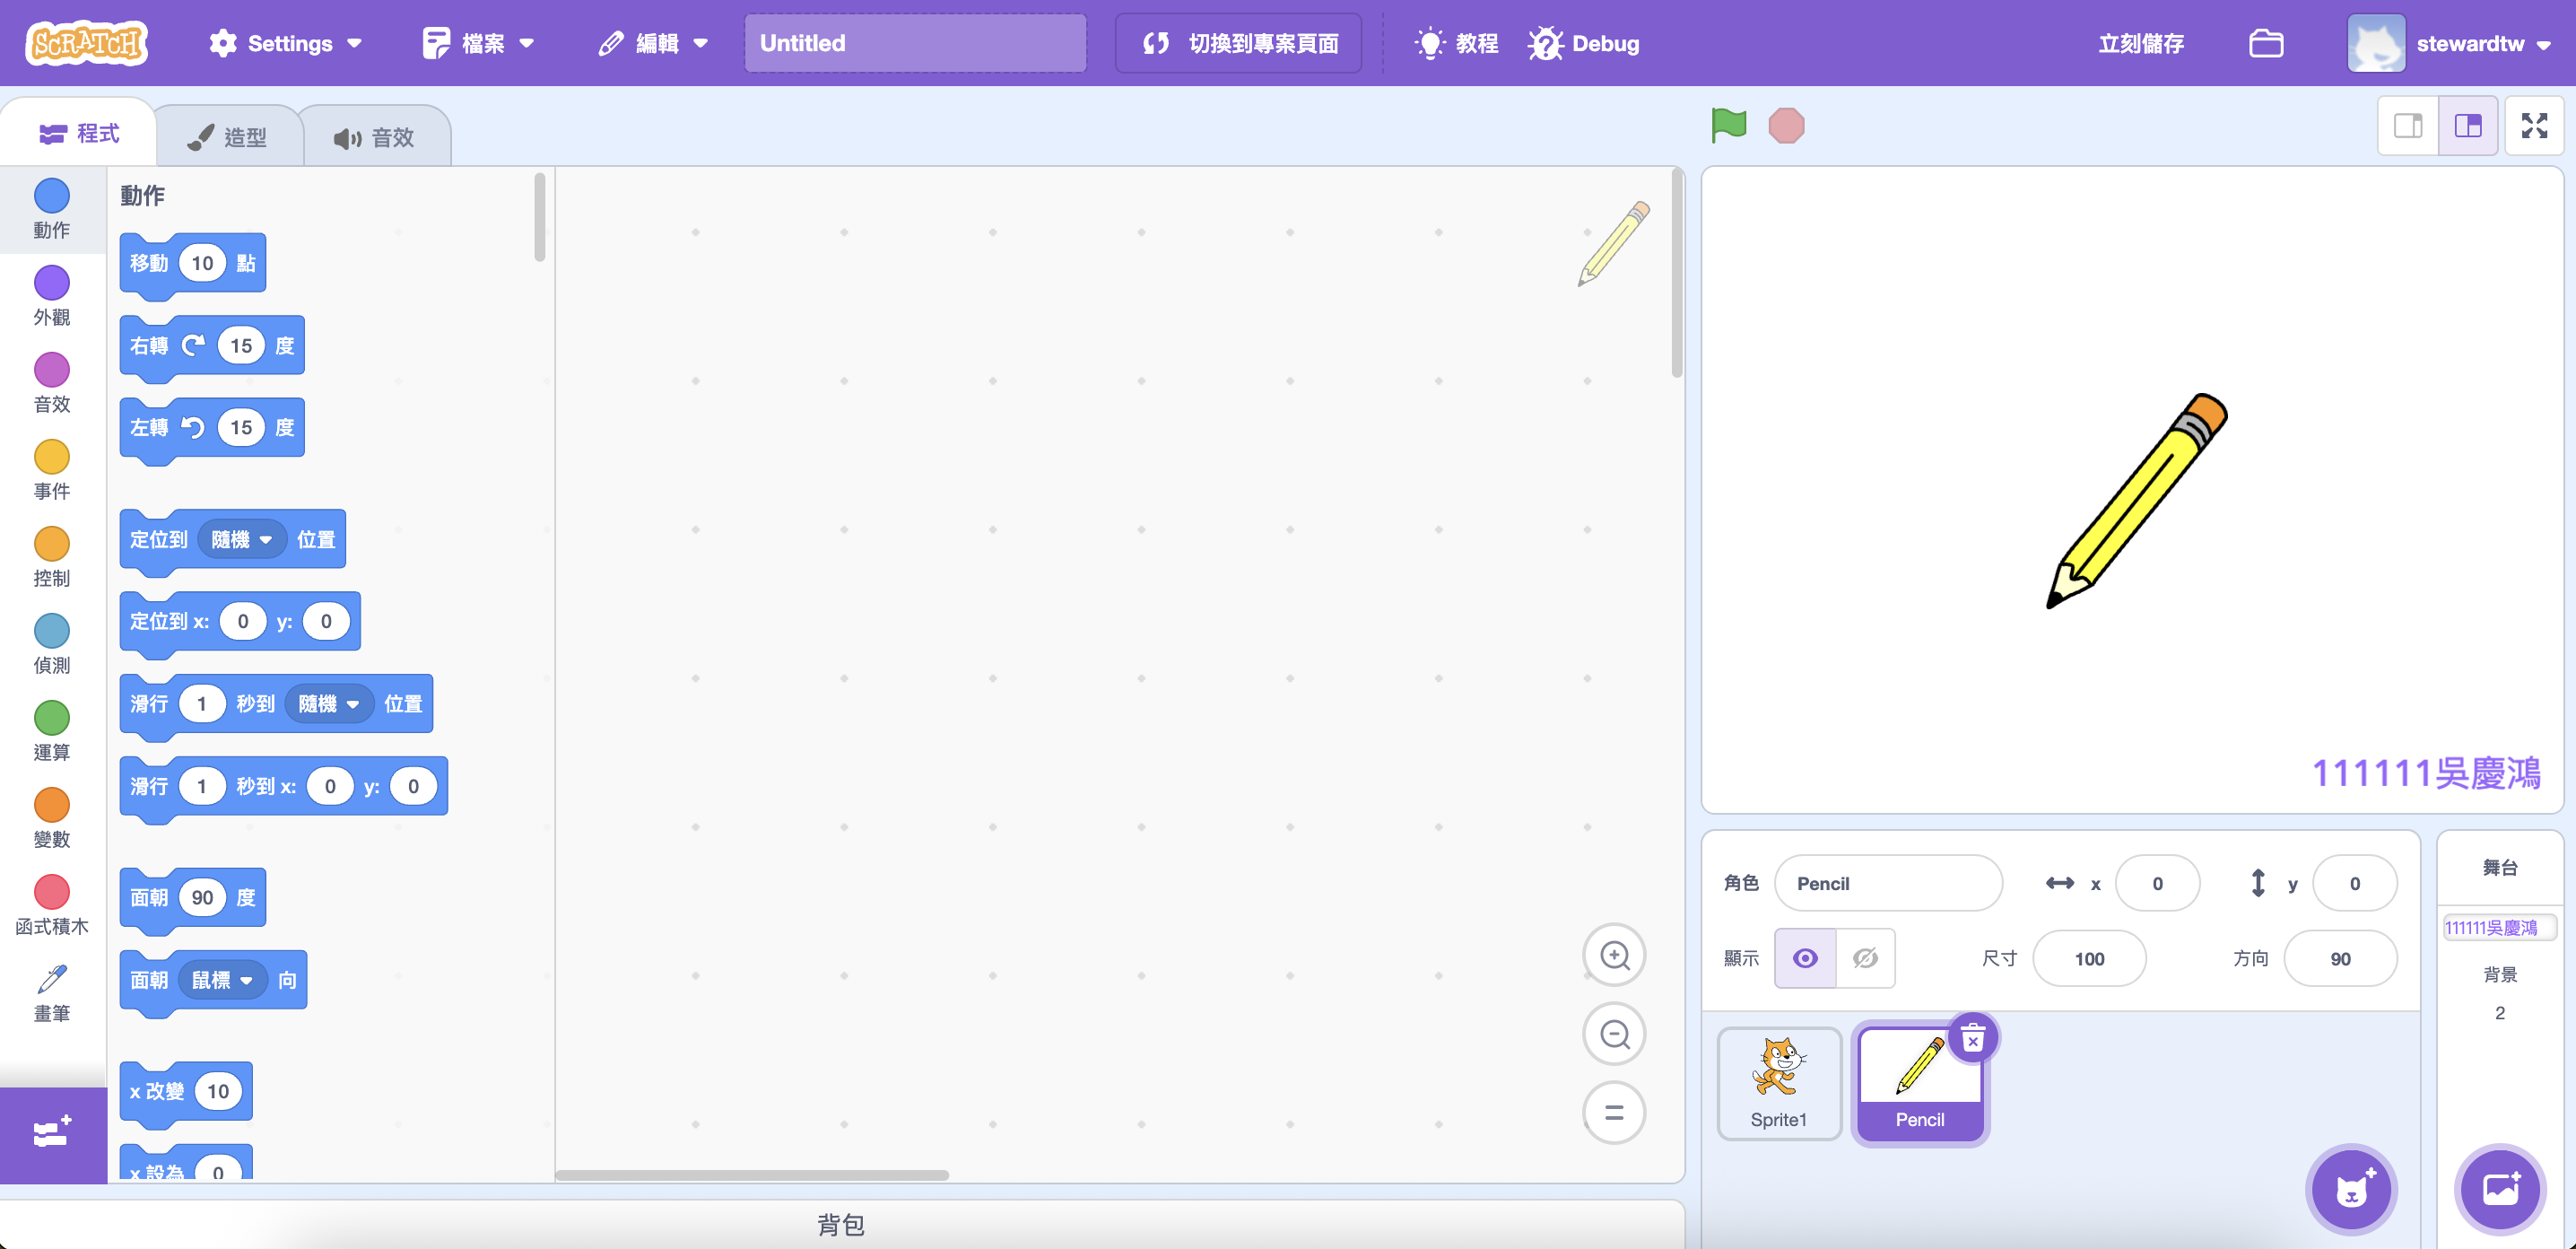 SCRATCH
Settings
檔案
編輯
Untitled
切換到專案頁面
教程
Debug
立刻儲存
stewardtw
程式
造型
音效
動作
外觀
音效
事件
控制
偵測
運算
變數
函式積木
畫筆
動作
移動 10 點
右轉 15 度
左轉 15 度
定位到 隨機 位置
定位到 x: 0 y: 0
滑行 1 秒到 隨機 位置
滑行 1 秒到 x: 0 y: 0
面朝 90 度
面朝 鼠標 向
x 改變 10
x 設為 0
背包
111111吳慶鴻
角色 Pencil x 0 y 0
顯示 尺寸 100 方向 90
Sprite1
Pencil
舞台
111111吳慶鴻
背景
2